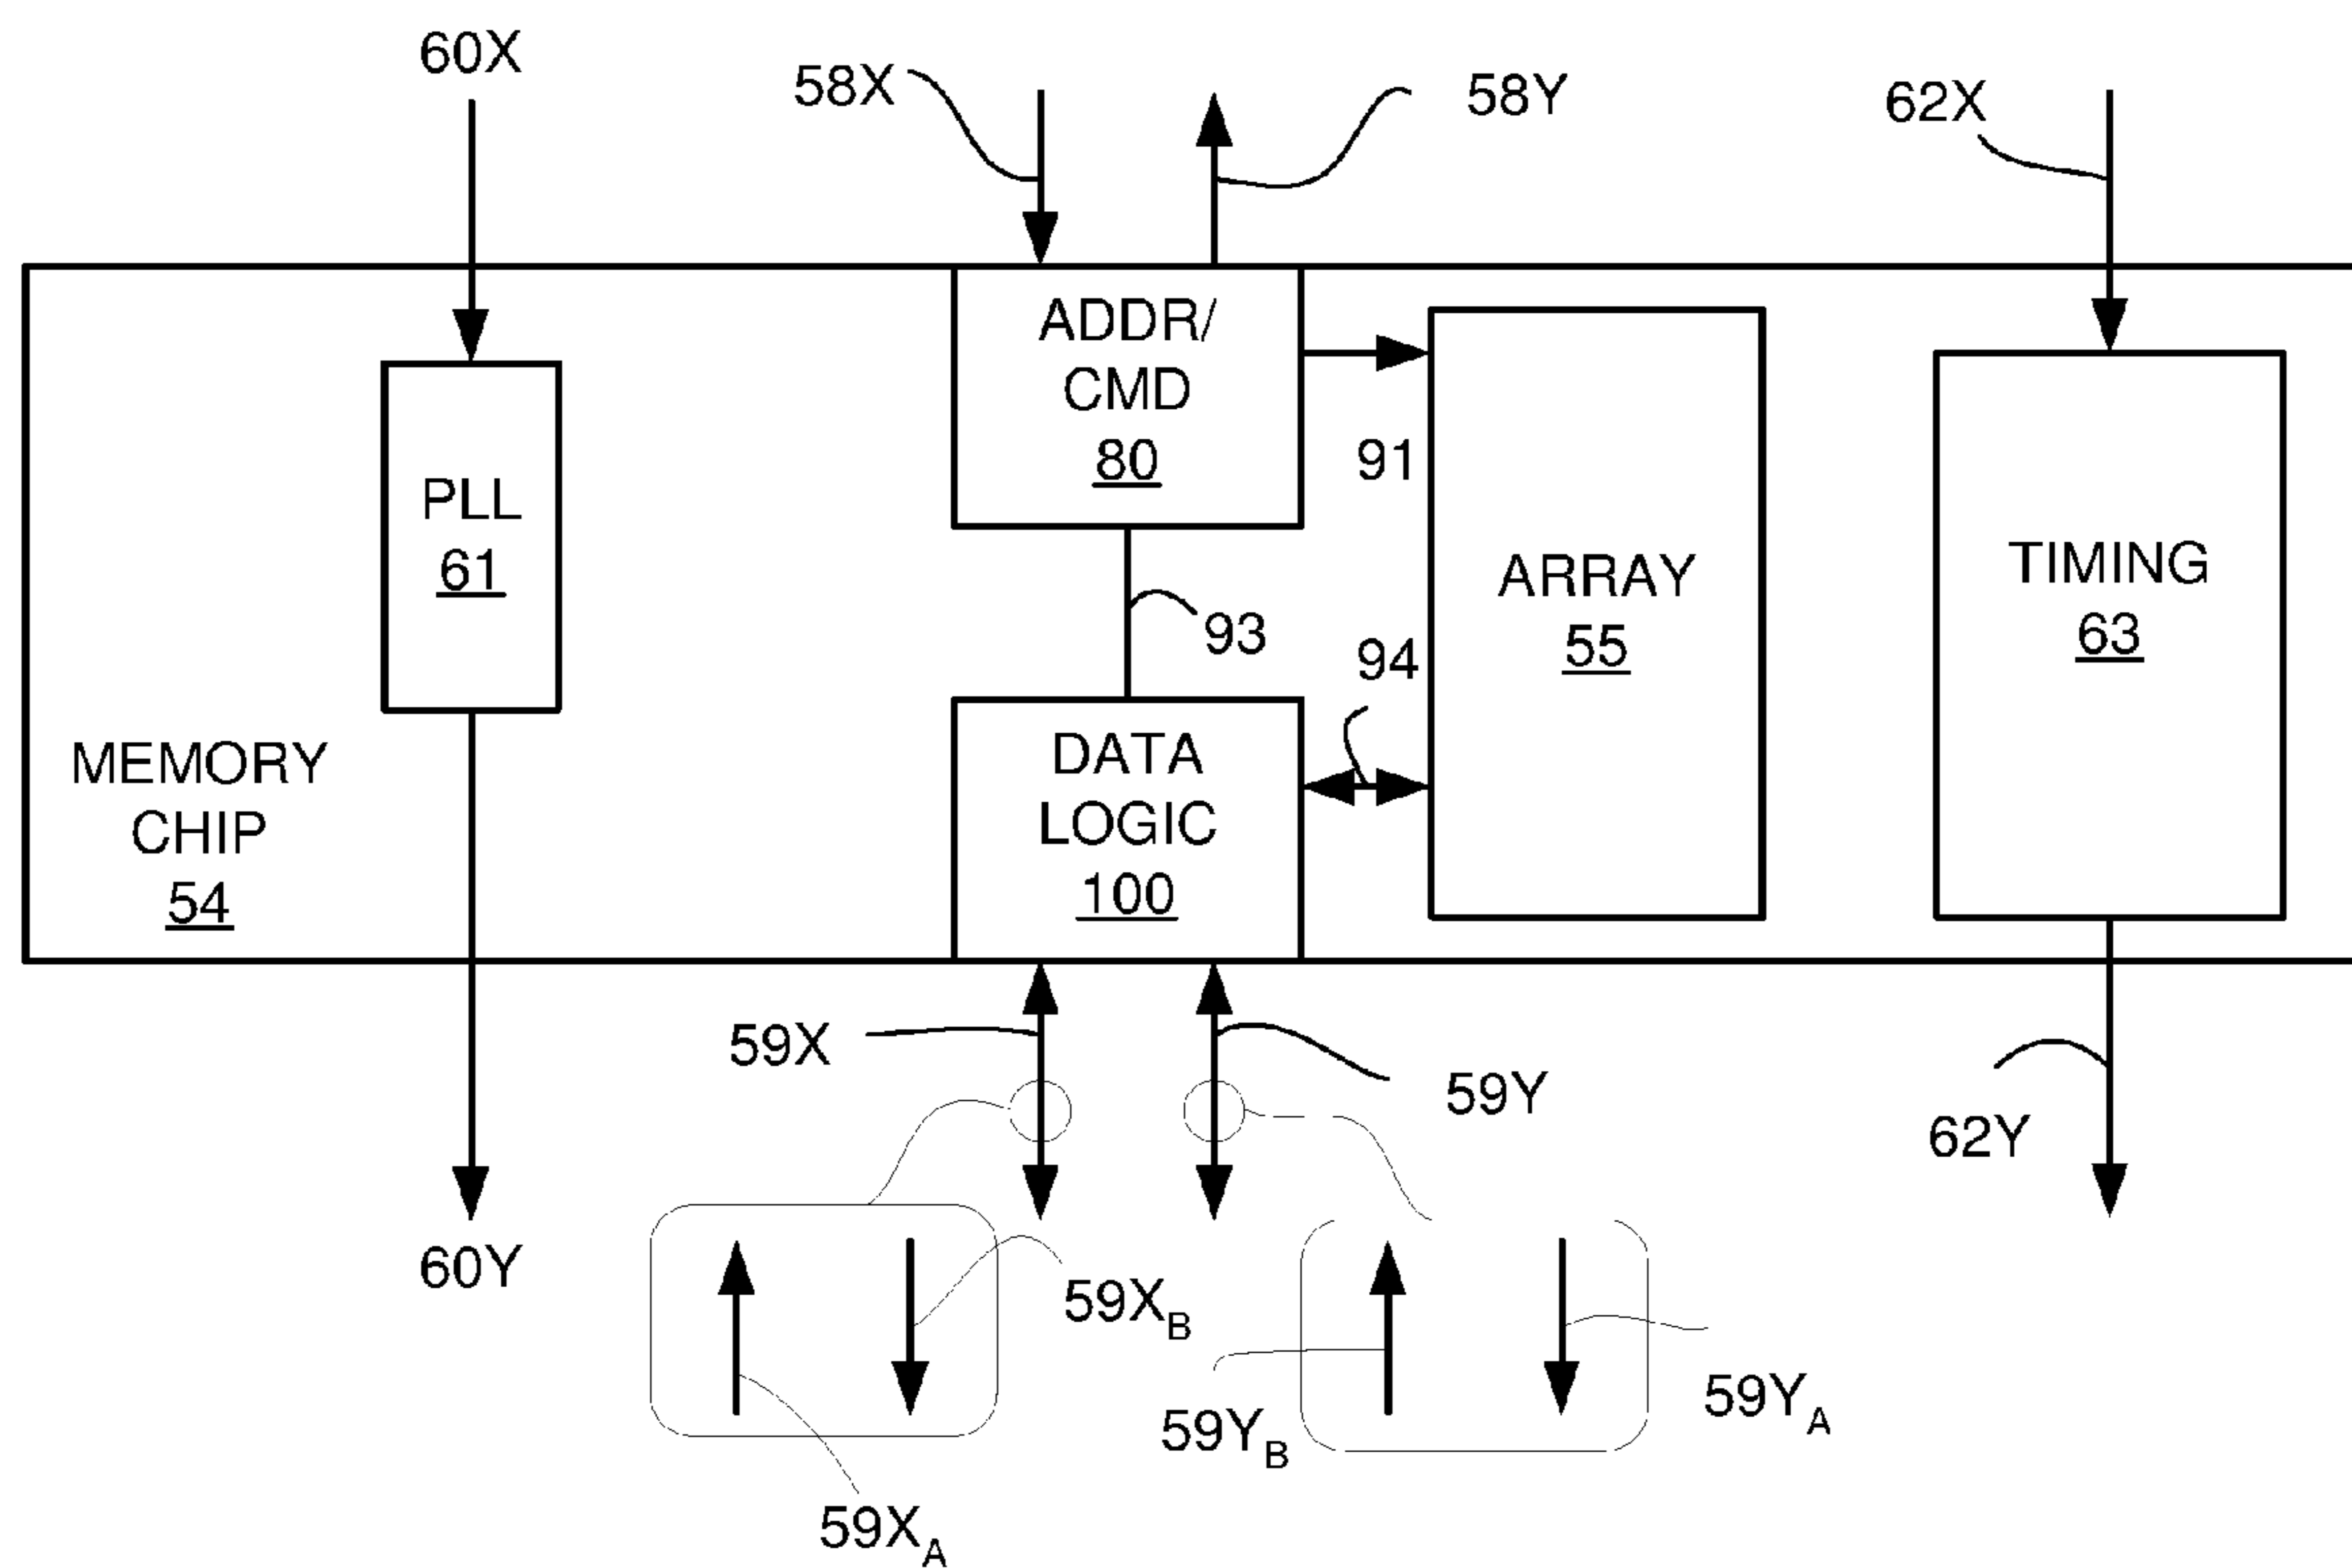 60X
58X
58Y
62X
ADDR/
CMD
80
91
PLL
61
ARRAY
55
TIMING
63
93
94
MEMORY
CHIP
54
DATA
LOGIC
100
59X
59Y
62Y
60Y
59XB
59YB
59YA
59XA